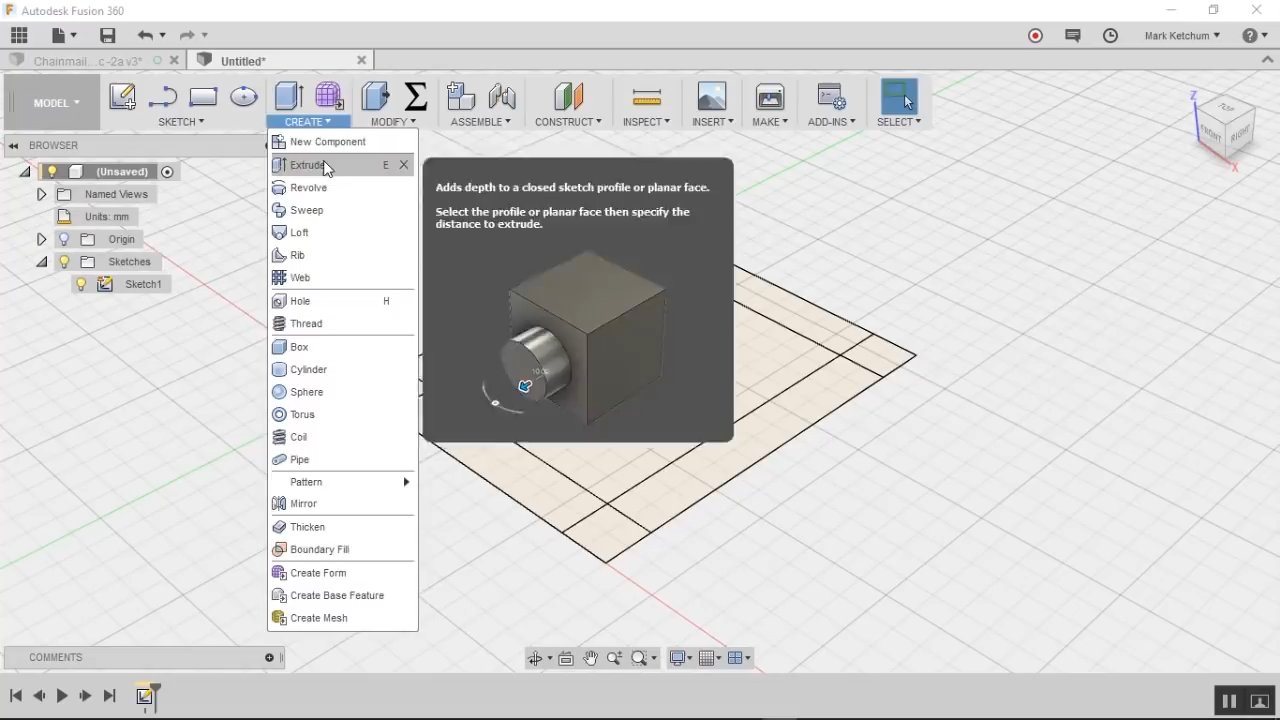 Autodesk Fusion 360
Mark Ketchum
Chainmail...c-2a v3*
Untitled*
MODEL
SKETCH
CREATE
MODIFY
ASSEMBLE
CONSTRUCT
INSPECT
INSERT
MAKE
ADD-INS
SELECT
BROWSER
(Unsaved)
Named Views
Units: mm
Origin
Sketches
Sketch1
New Component
Extrude E
Revolve
Sweep
Loft
Rib
Web
Hole H
Thread
Box
Cylinder
Sphere
Torus
Coil
Pipe
Pattern
Mirror
Thicken
Boundary Fill
Create Form
Create Base Feature
Create Mesh
Adds depth to a closed sketch profile or planar face.
Select the profile or planar face then specify the
distance to extrude.
Z
TOP
FRONT
RIGHT
X
COMMENTS